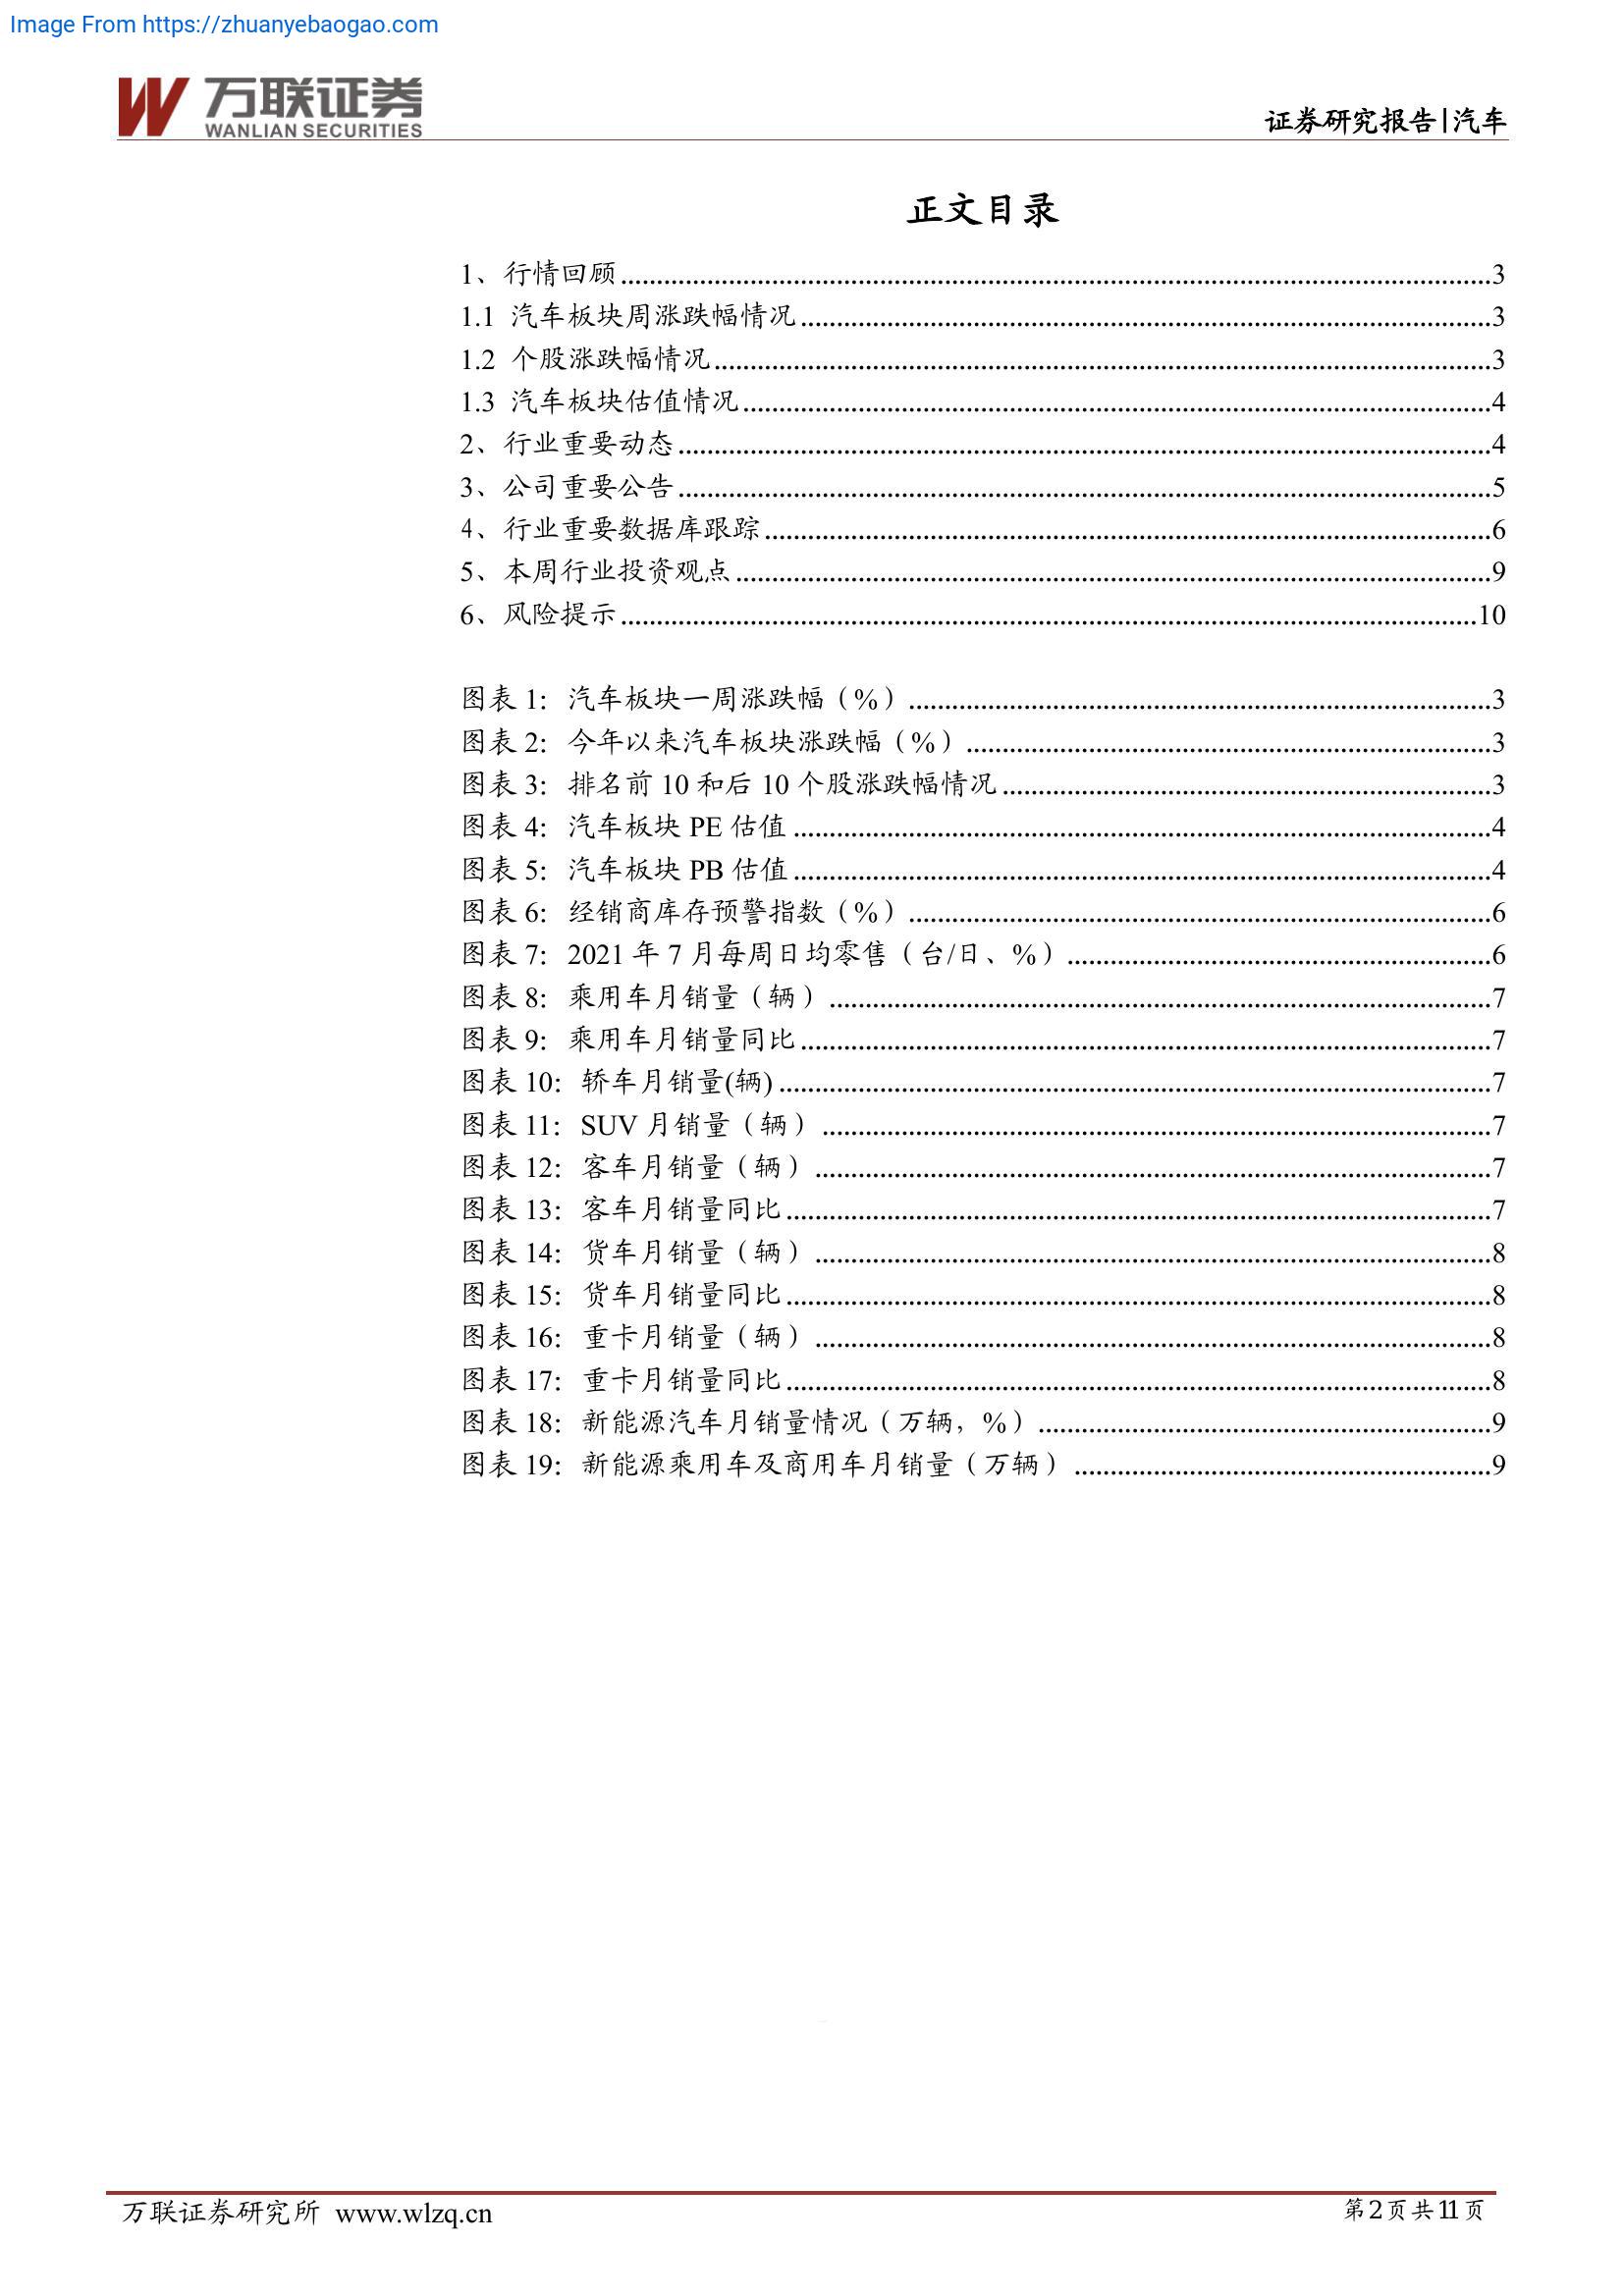 Image From https://zhuanyebaogao.com
万联证券
WANLIAN SECURITIES
证券研究报告|汽车
正文目录
1、行情回顾...3
1.1 汽车板块周涨跌幅情况...3
1.2 个股涨跌幅情况...3
1.3 汽车板块估值情况...4
2、行业重要动态...4
3、公司重要公告...5
4、行业重要数据库跟踪...6
5、本周行业投资观点...9
6、风险提示...10
图表 1：汽车板块一周涨跌幅（%）...3
图表 2：今年以来汽车板块涨跌幅（%）...3
图表 3：排名前 10 和后 10 个股涨跌幅情况...3
图表 4：汽车板块 PE 估值...4
图表 5：汽车板块 PB 估值...4
图表 6：经销商库存预警指数（%）...6
图表 7：2021 年 7 月每周日均零售（台/日、%）...6
图表 8：乘用车月销量（辆）...7
图表 9：乘用车月销量同比...7
图表 10：轿车月销量(辆)...7
图表 11：SUV 月销量（辆）...7
图表 12：客车月销量（辆）...7
图表 13：客车月销量同比...7
图表 14：货车月销量（辆）...8
图表 15：货车月销量同比...8
图表 16：重卡月销量（辆）...8
图表 17：重卡月销量同比...8
图表 18：新能源汽车月销量情况（万辆，%）...9
图表 19：新能源乘用车及商用车月销量（万辆）...9
万联证券研究所 www.wlzq.cn
第2页共11页